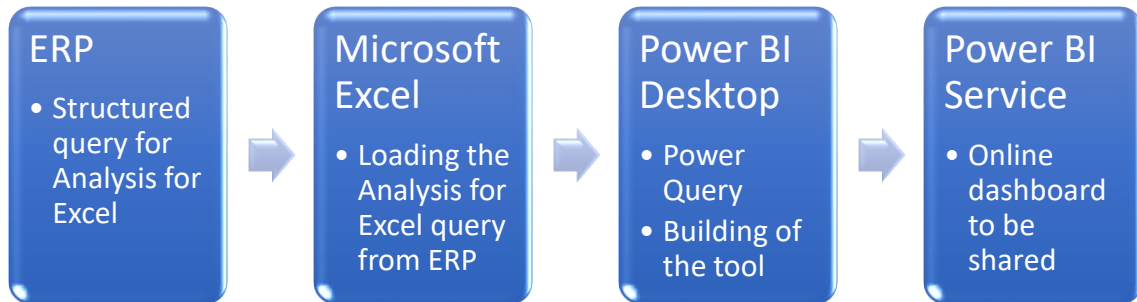 ERP
• Structured
query for
Analysis for
Excel
Microsoft
Excel
• Loading the
Analysis for
Excel query
from ERP
Power BI
Desktop
• Power
Query
• Building of
the tool
Power BI
Service
• Online
dashboard
to be
shared